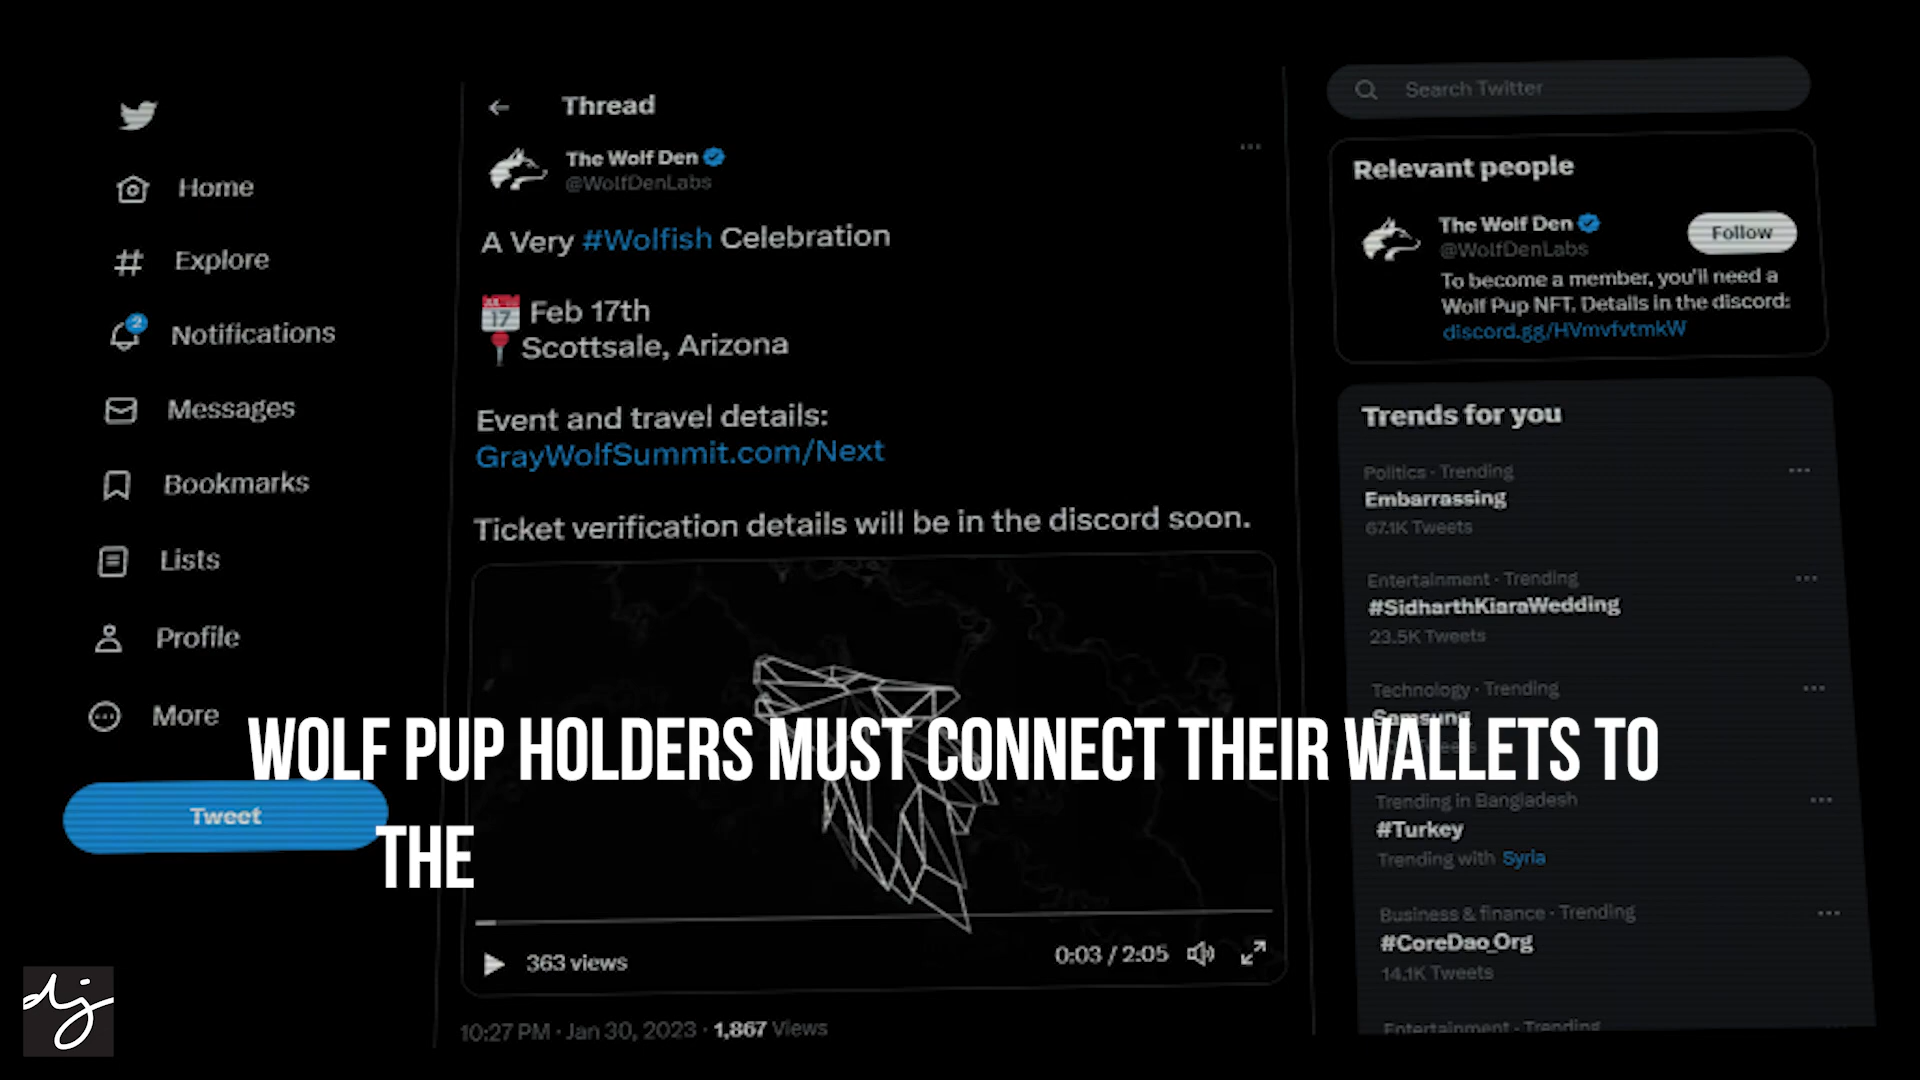 Home
Explore
2
Notifications
Messages
Bookmarks
Lists
Profile
More
Tweet
Thread
The Wolf Den
@WolfDenLabs
A Very #Wolfish Celebration
JUL
17
Feb 17th
Scottsale, Arizona
Event and travel details:
GrayWolfSummit.com/Next
Ticket verification details will be in the discord soon.
363 views
0:03 / 2:05
10:27 PM · Jan 30, 2023 · 1,867 Views
Search Twitter
Relevant people
The Wolf Den
@WolfDenLabs
Follow
To become a member, you'll need a
Wolf Pup NFT. Details in the discord:
discord.gg/HVmvfvtmkW
Trends for you
Politics · Trending
Embarrassing
67.1K Tweets
Entertainment · Trending
#SidharthKiaraWedding
23.5K Tweets
Technology · Trending
Samsung
Trending in Bangladesh
#Turkey
Trending with Syria
Business & finance · Trending
#CoreDao_Org
14.1K Tweets
Entertainment · Trending
WOLF PUP HOLDERS MUST CONNECT THEIR WALLETS TO
THE
dj